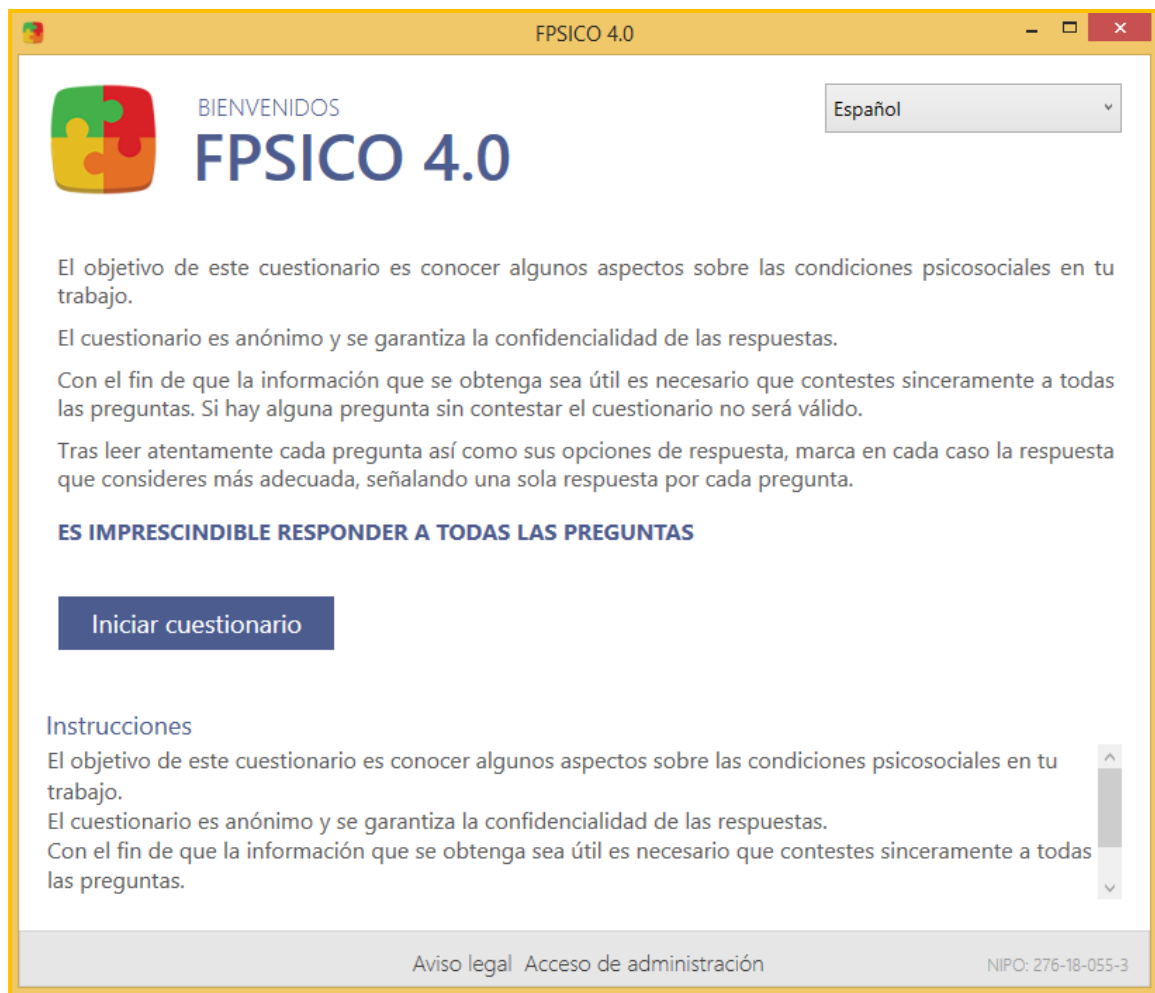 FPSICO 4.0
BIENVENIDOS
FPSICO 4.0
Español
El objetivo de este cuestionario es conocer algunos aspectos sobre las condiciones psicosociales en tu
trabajo.
El cuestionario es anónimo y se garantiza la confidencialidad de las respuestas.
Con el fin de que la información que se obtenga sea útil es necesario que contestes sinceramente a todas
las preguntas. Si hay alguna pregunta sin contestar el cuestionario no será válido.
Tras leer atentamente cada pregunta así como sus opciones de respuesta, marca en cada caso la respuesta
que consideres más adecuada, señalando una sola respuesta por cada pregunta.
ES IMPRESCINDIBLE RESPONDER A TODAS LAS PREGUNTAS
Iniciar cuestionario
Instrucciones
El objetivo de este cuestionario es conocer algunos aspectos sobre las condiciones psicosociales en tu
trabajo.
El cuestionario es anónimo y se garantiza la confidencialidad de las respuestas.
Con el fin de que la información que se obtenga sea útil es necesario que contestes sinceramente a todas
las preguntas.
Aviso legal Acceso de administración
NIPO: 276-18-055-3